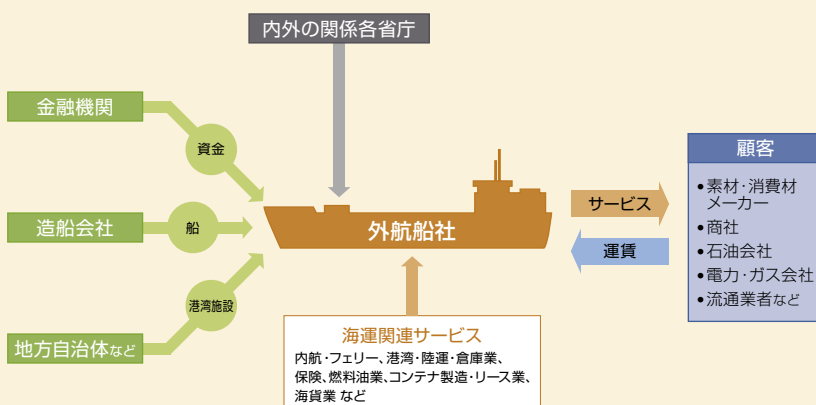 内外の関係各省庁
金融機関
資金
造船会社
船
港湾施設
地方自治体など
外航船社
海運関連サービス
内航・フェリー、港湾・陸運・倉庫業、
保険、燃料油業、コンテナ製造・リース業、
海貨業 など
サービス
運賃
顧客
•素材・消費材
メーカー
•商社
•石油会社
•電力・ガス会社
•流通業者など